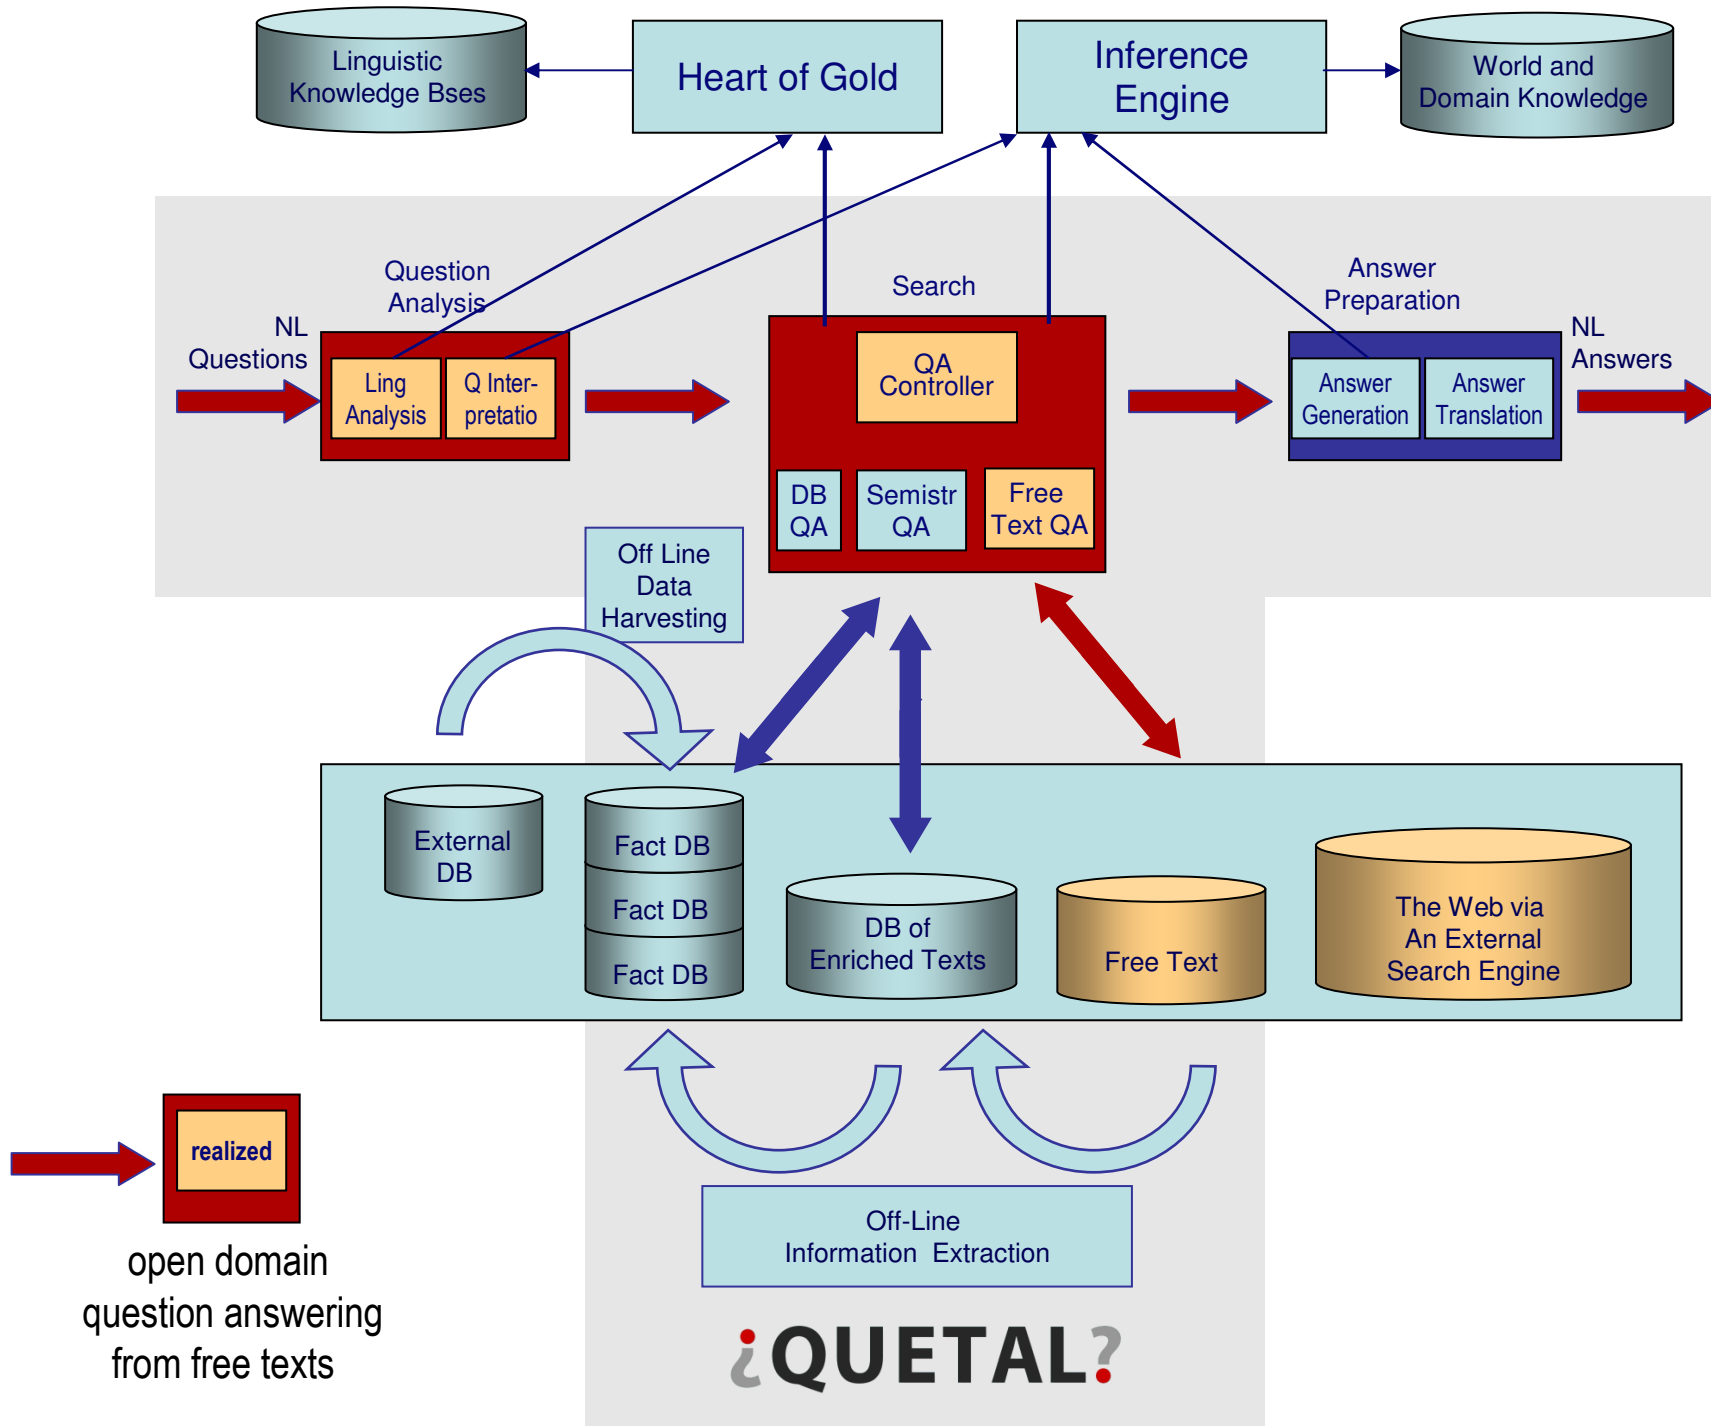 Linguistic
Knowledge Bses
Heart of Gold
Inference
Engine
World and
Domain Knowledge
Question
Analysis
Search
Answer
Preparation
NL
Questions
Ling
Analysis
Q Inter-
pretatio
QA
Controller
DB
QA
Semistr
QA
Free
Text QA
Answer
Generation
Answer
Translation
NL
Answers
Off Line
Data
Harvesting
External
DB
Fact DB
Fact DB
Fact DB
DB of
Enriched Texts
Free Text
The Web via
An External
Search Engine
realized
open domain
question answering
from free texts
Off-Line
Information Extraction
¿QUETAL?